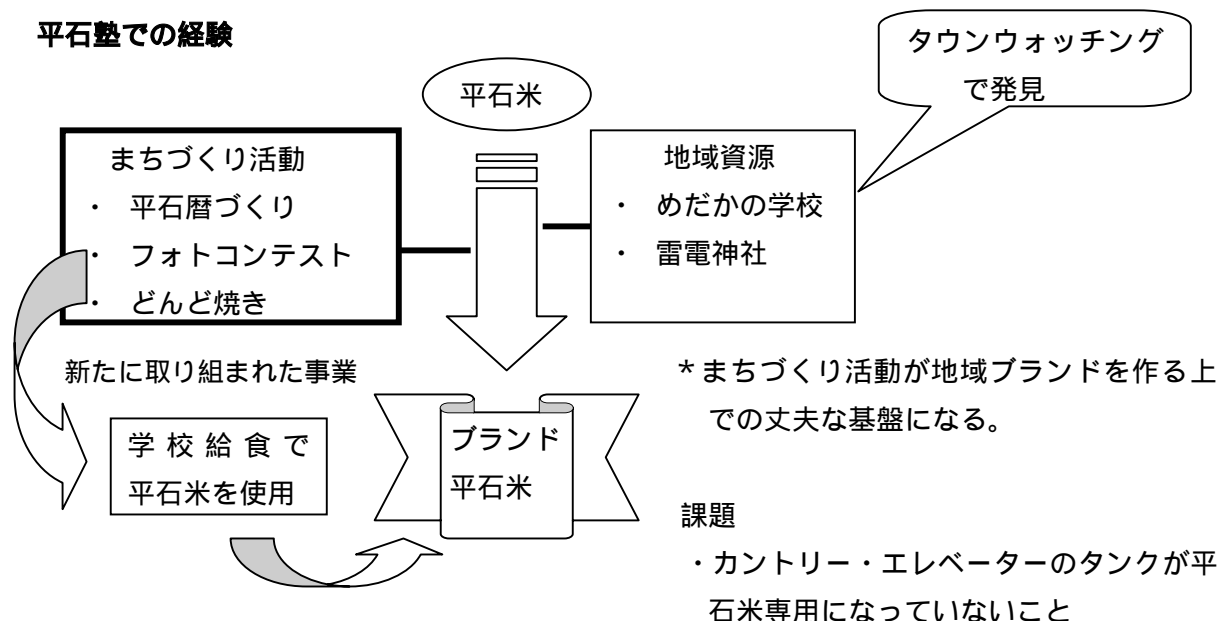 平石塾での経験
タウンウォッチング
で発見
平石米
まちづくり活動
・ 平石暦づくり
・ フォトコンテスト
・ どんど焼き
地域資源
・ めだかの学校
・ 雷電神社
新たに取り組まれた事業
学校給食で
平石米を使用
ブランド
平石米
＊まちづくり活動が地域ブランドを作る上
での丈夫な基盤になる。
課題
・カントリー・エレベーターのタンクが平
石米専用になっていないこと